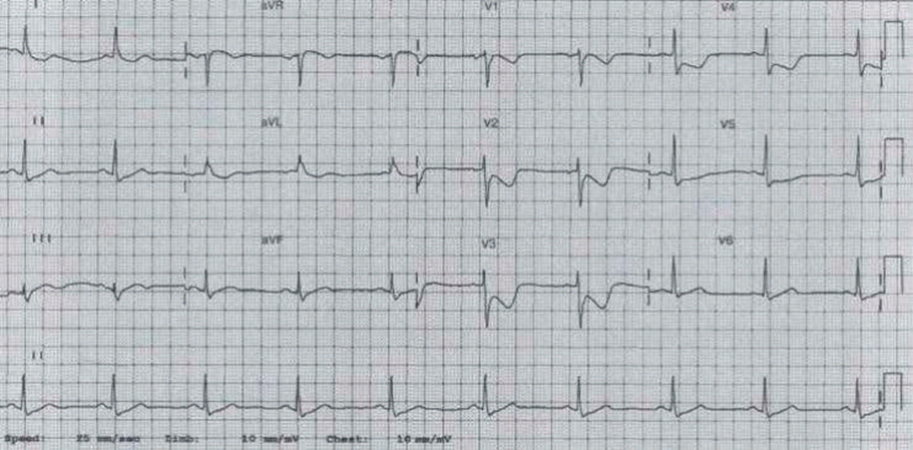 I aVR V1 V4
II aVL V2 V5
III aVF V3 V6
II
Speed: 25 mm/sec Limb: 10 mm/mV Chest: 10 mm/mV